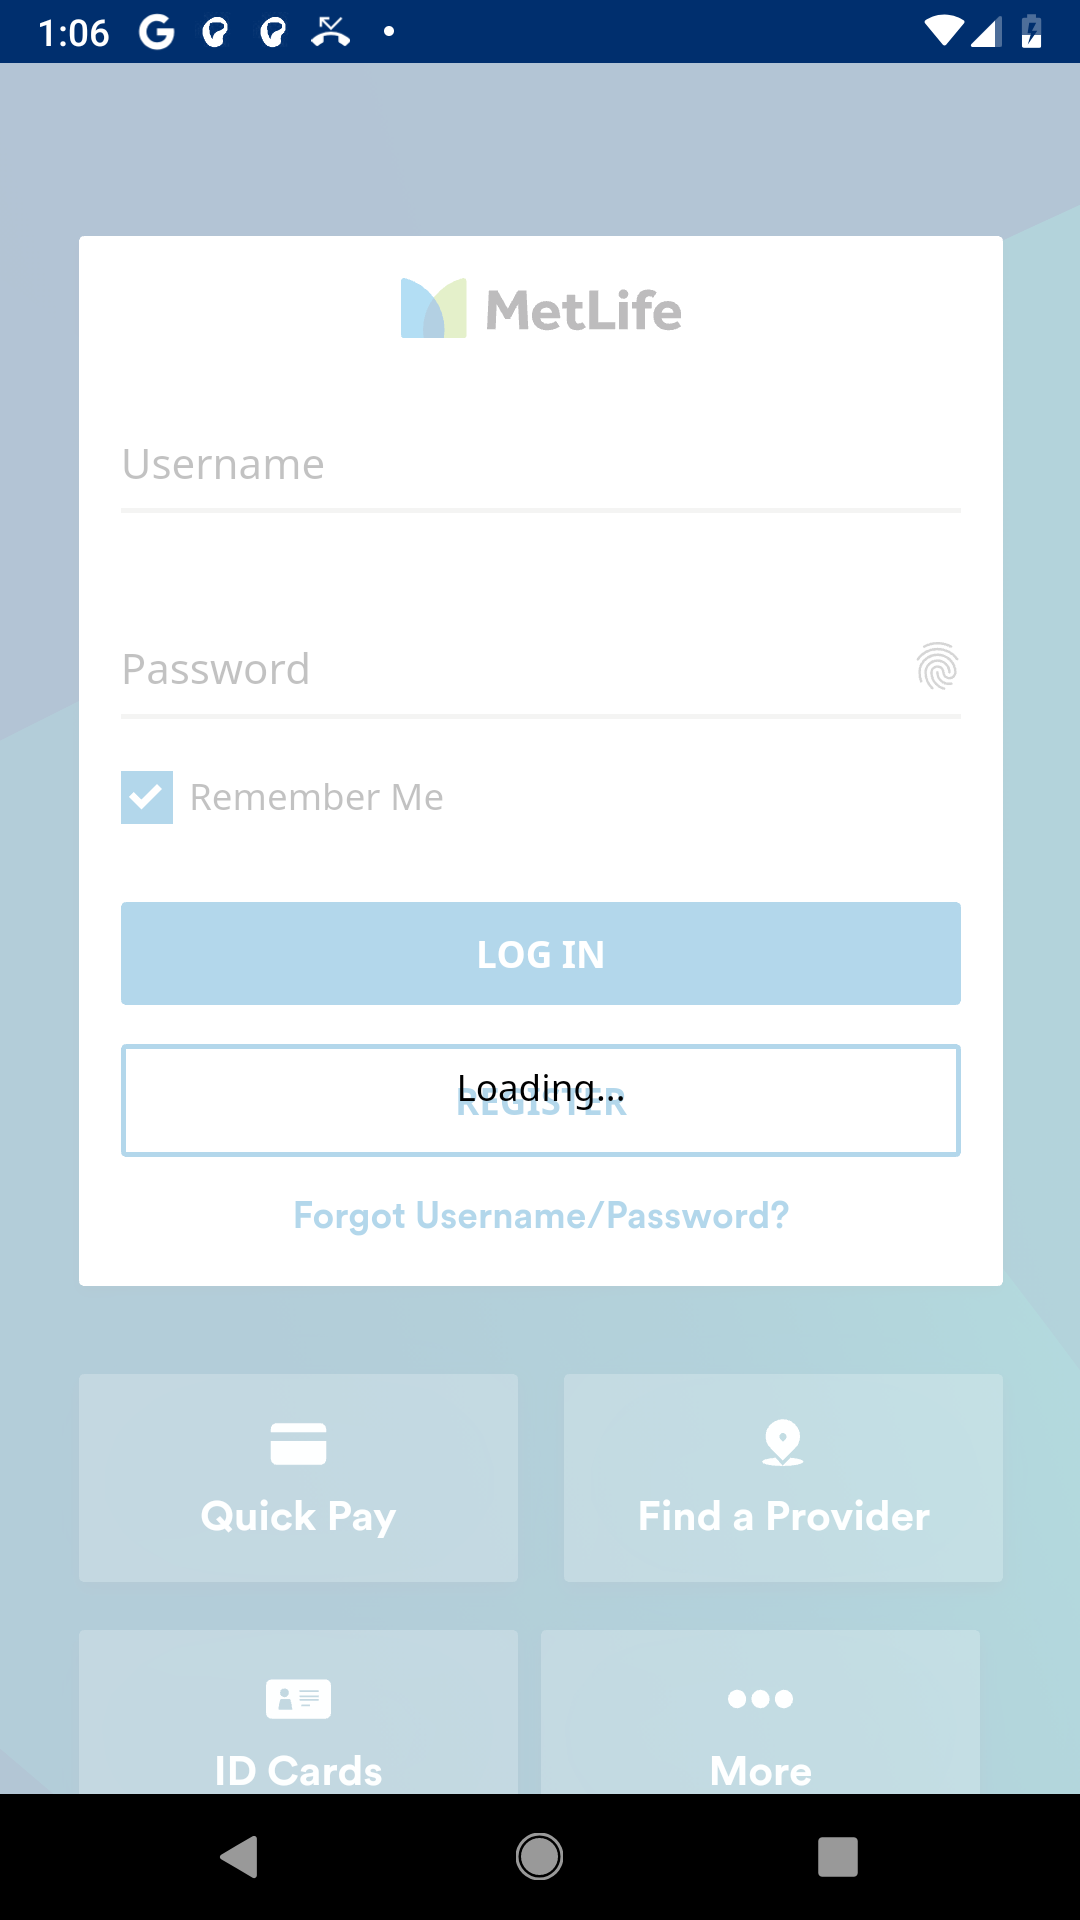 1:06
MetLife
Username
Password
Remember Me
LOG IN
REGISTER
Loading...
Forgot Username/Password?
Quick Pay
Find a Provider
ID Cards
More